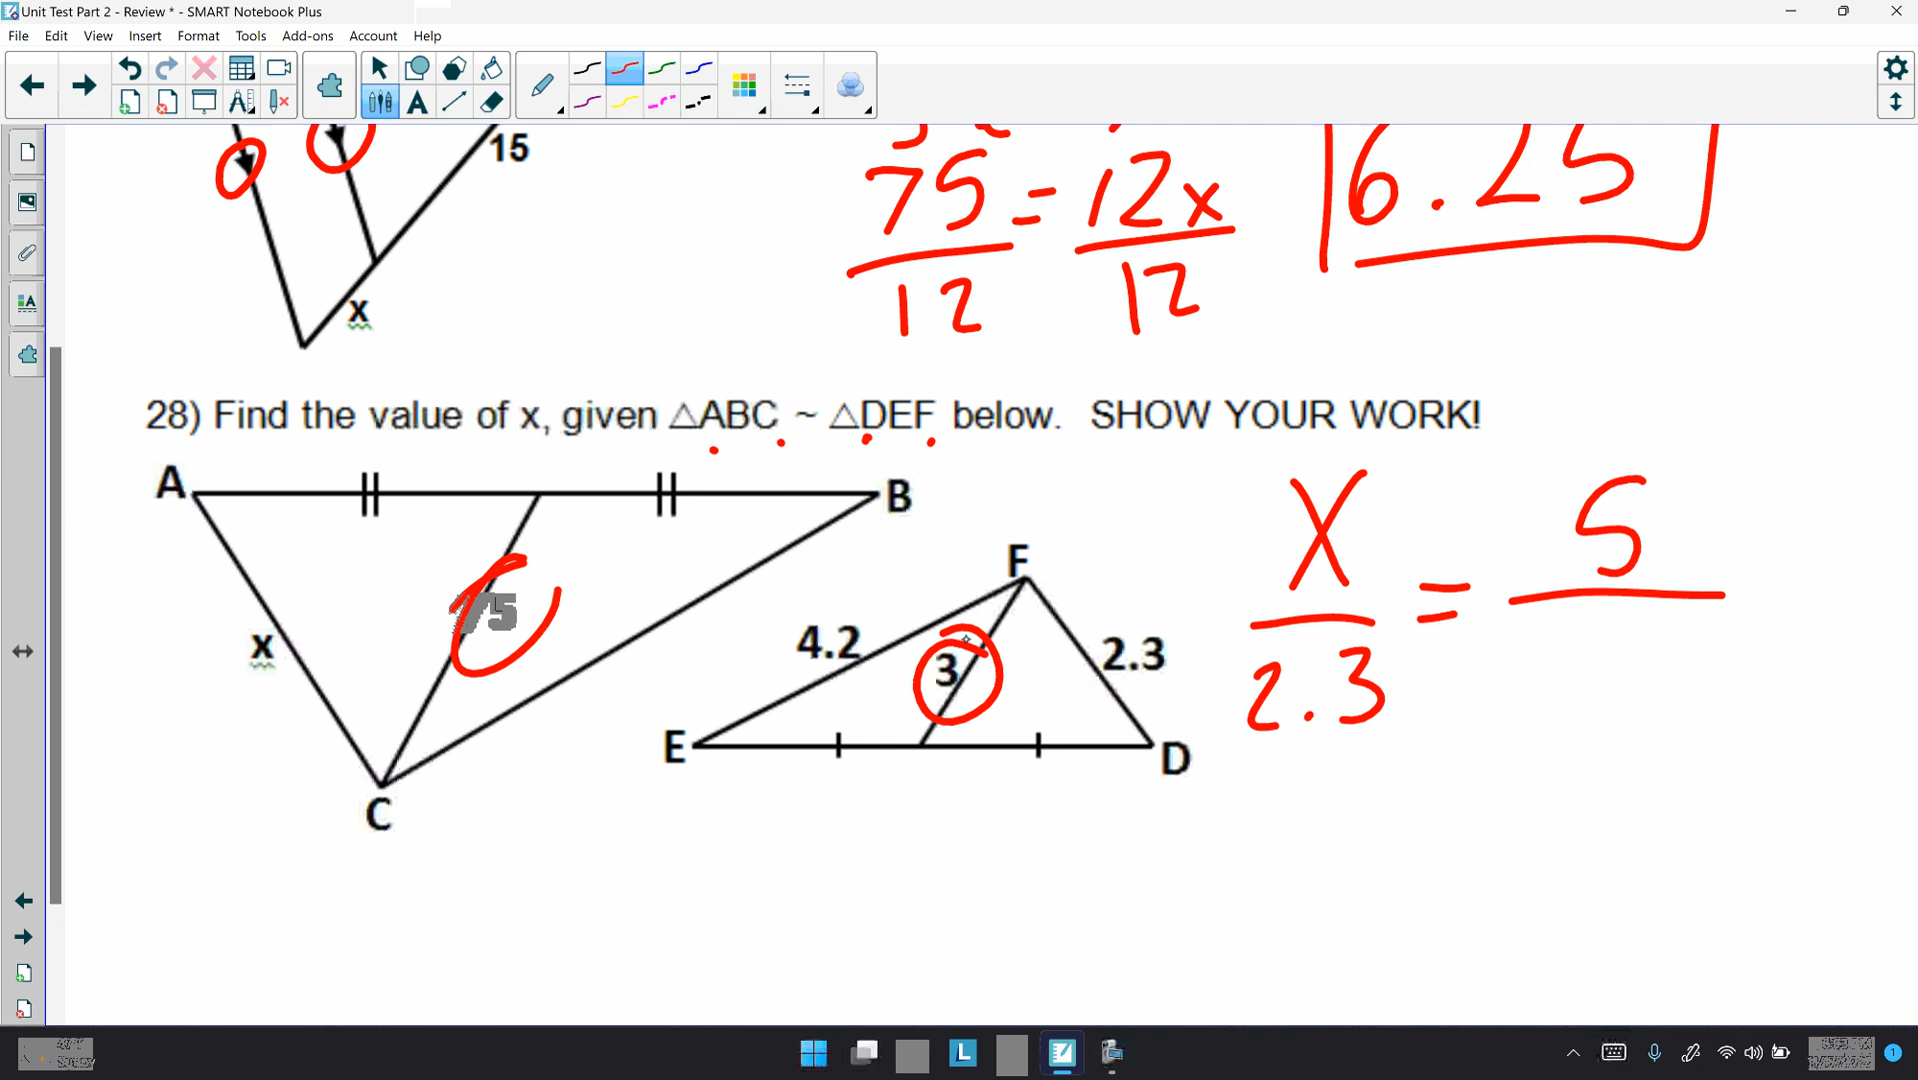 Unit Test Part 2 - Review * - SMART Notebook Plus
File Edit View Insert Format Tools Add-ons Account Help
15
x
75 = 12x
12 12
6.25
28) Find the value of x, given △ABC ~ △DEF below. SHOW YOUR WORK!
A
B
C
x
F
4.2
3
2.3
E
D
X = 5
2.3
L
1